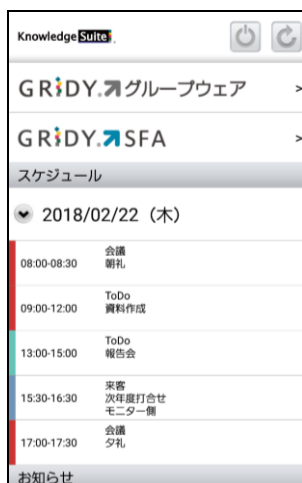 Knowledge Suite.
GRiDY.グループウェア >
GRiDY.SFA >
スケジュール
2018/02/22 (木)
08:00-08:30 会議
朝礼
09:00-12:00 ToDo
資料作成
13:00-15:00 ToDo
報告会
15:30-16:30 来客
次年度打合せ
モニター側
17:00-17:30 会議
夕礼
お知らせ